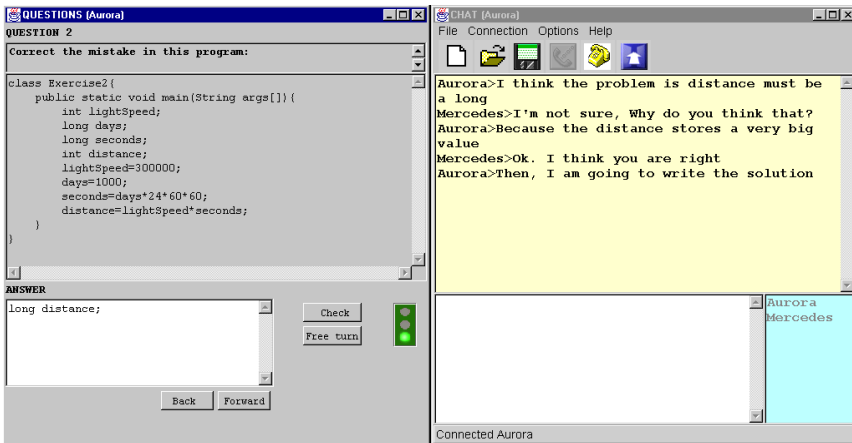 QUESTIONS (Aurora)
QUESTION 2
Correct the mistake in this program:
class Exercise2{
    public static void main(String args[]){
        int lightSpeed;
        long days;
        long seconds;
        int distance;
        lightSpeed=300000;
        days=1000;
        seconds=days*24*60*60;
        distance=lightSpeed*seconds;
    }
}
ANSWER
long distance;
Check
Free turn
Back
Forward
CHAT (Aurora)
File Connection Options Help
Aurora>I think the problem is distance must be
a long
Mercedes>I'm not sure, Why do you think that?
Aurora>Because the distance stores a very big
value
Mercedes>Ok. I think you are right
Aurora>Then, I am going to write the solution
Aurora
Mercedes
Connected Aurora